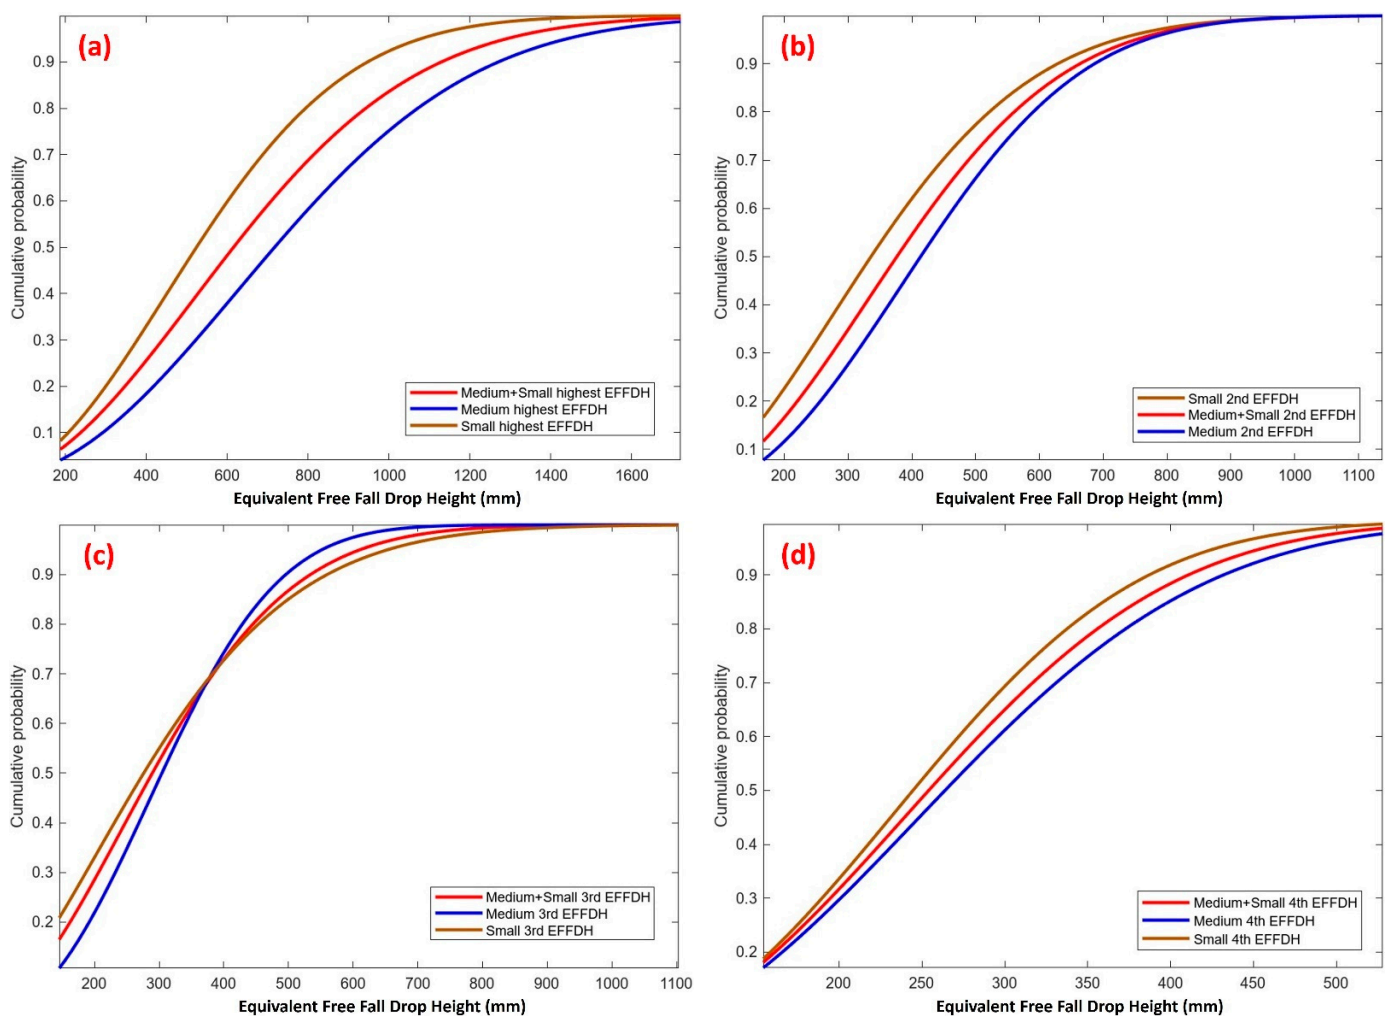 (a)
0.9
0.8
0.7
0.6
0.5
0.4
0.3
0.2
0.1
Cumulative probability
Medium+Small highest EFFDH
Medium highest EFFDH
Small highest EFFDH
200 400 600 800 1000 1200 1400 1600
Equivalent Free Fall Drop Height (mm)
(b)
0.9
0.8
0.7
0.6
0.5
0.4
0.3
0.2
0.1
Cumulative probability
Small 2nd EFFDH
Medium+Small 2nd EFFDH
Medium 2nd EFFDH
200 300 400 500 600 700 800 900 1000 1100
Equivalent Free Fall Drop Height (mm)
(c)
0.9
0.8
0.7
0.6
0.5
0.4
0.3
0.2
Cumulative probability
Medium+Small 3rd EFFDH
Medium 3rd EFFDH
Small 3rd EFFDH
200 300 400 500 600 700 800 900 1000 1100
Equivalent Free Fall Drop Height (mm)
(d)
0.9
0.8
0.7
0.6
0.5
0.4
0.3
0.2
Cumulative probability
Medium+Small 4th EFFDH
Medium 4th EFFDH
Small 4th EFFDH
200 250 300 350 400 450 500
Equivalent Free Fall Drop Height (mm)